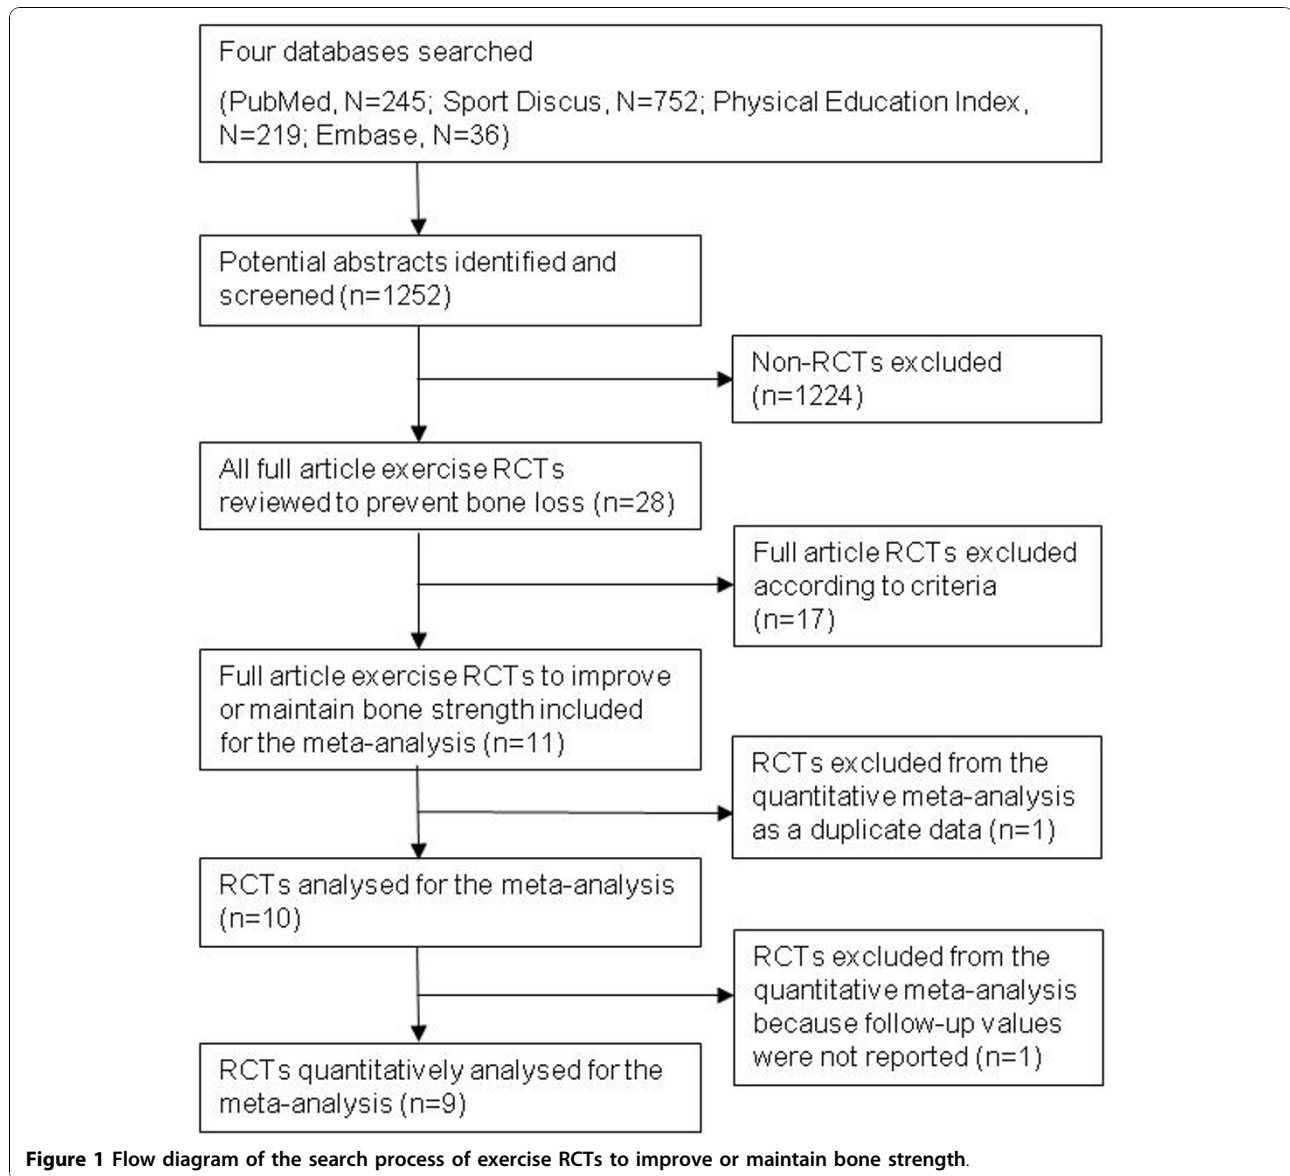 Four databases searched
(PubMed, N=245; Sport Discus, N=752; Physical Education Index,
N=219; Embase, N=36)
Potential abstracts identified and
screened (n=1252)
Non-RCTs excluded
(n=1224)
All full article exercise RCTs
reviewed to prevent bone loss (n=28)
Full article RCTs excluded
according to criteria
(n=17)
Full article exercise RCTs to improve
or maintain bone strength included
for the meta-analysis (n=11)
RCTs excluded from the
quantitative meta-analysis
as a duplicate data (n=1)
RCTs analysed for the meta-analysis
(n=10)
RCTs excluded from the
quantitative meta-analysis
because follow-up values
were not reported (n=1)
RCTs quantitatively analysed for the
meta-analysis (n=9)
Figure 1 Flow diagram of the search process of exercise RCTs to improve or maintain bone strength.